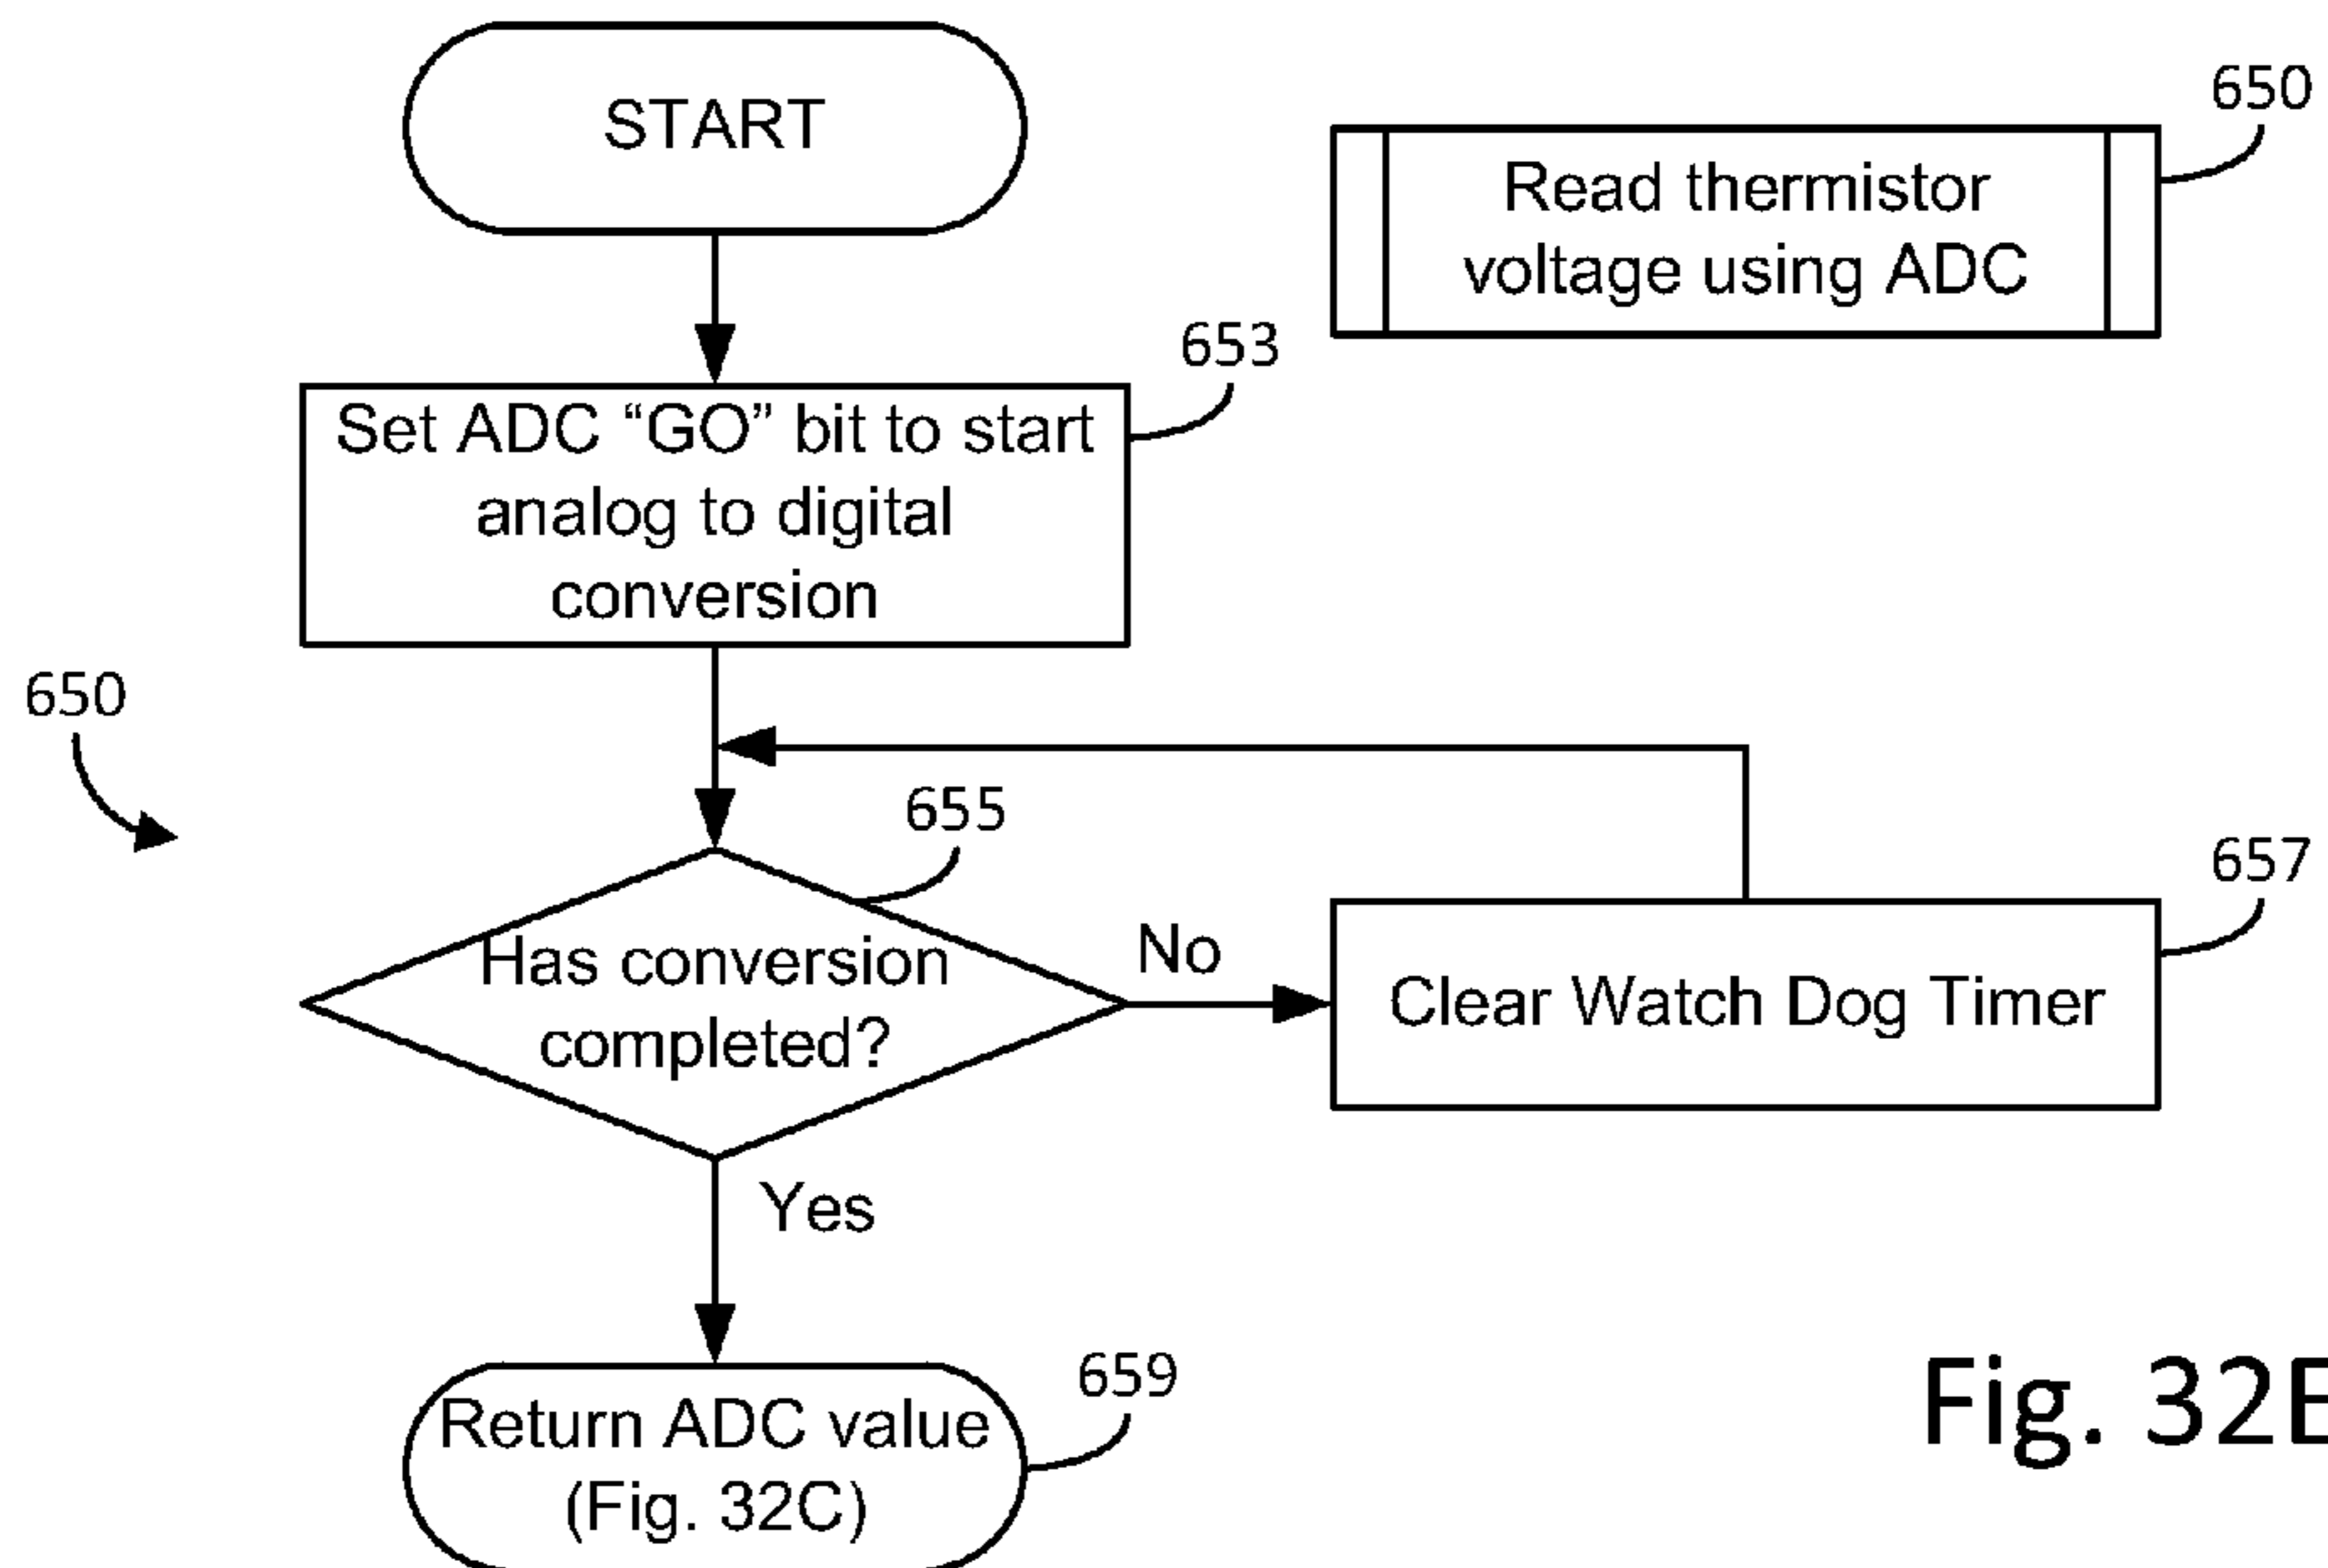 START
650
Read thermistor
voltage using ADC
653
Set ADC “GO” bit to start
analog to digital
conversion
650
655
Has conversion
completed?
No
657
Clear Watch Dog Timer
Yes
659
Return ADC value
(Fig. 32C)
Fig.